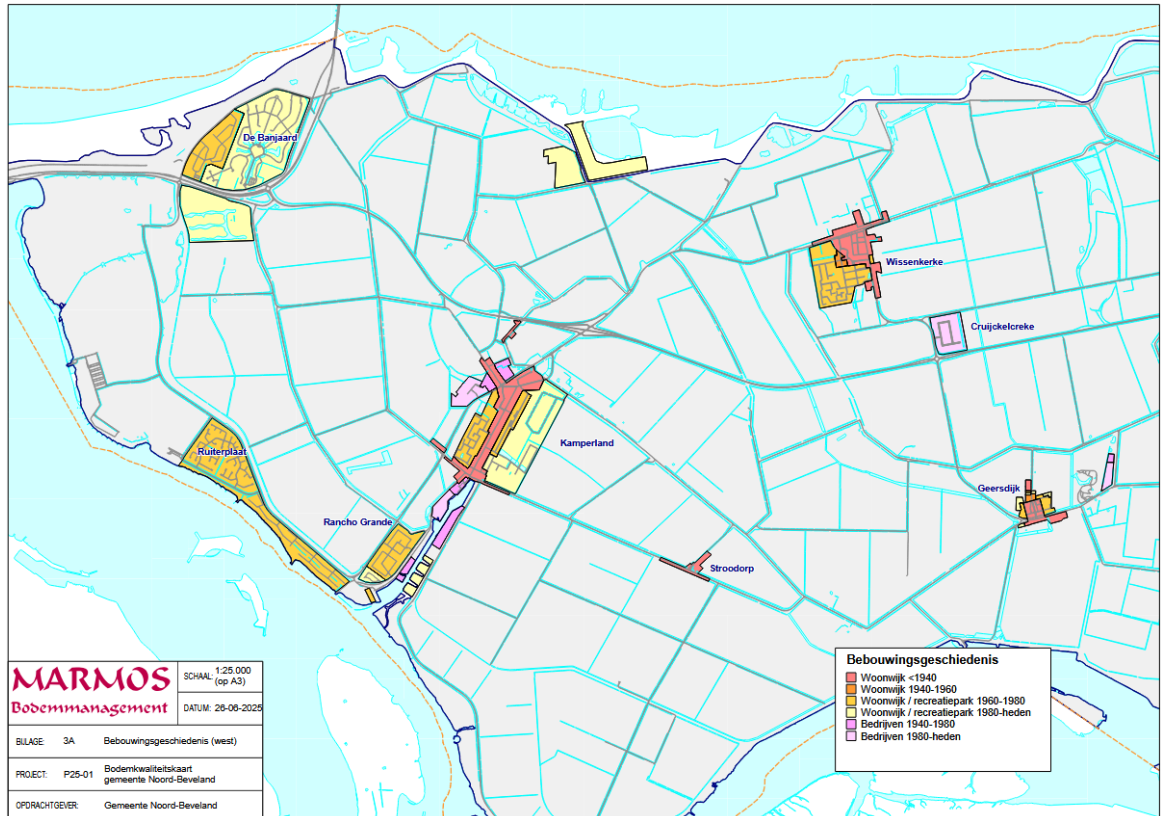 De Banjaard
Wissenkerke
Cruijckelcreke
Kamperland
Ruiterplaat
Geersdijk
Rancho Grande
Stroodorp
MARMOS
Bodemmanagement
SCHAAL: 1:25.000
(op A3)
DATUM: 26-06-2025
BIJLAGE: 3A Bebouwingsgeschiedenis (west)
PROJECT: P25-01 Bodemkwaliteitskaart
gemeente Noord-Beveland
OPDRACHTGEVER: Gemeente Noord-Beveland
Bebouwingsgeschiedenis
Woonwijk <1940
Woonwijk 1940-1960
Woonwijk / recreatiepark 1960-1980
Woonwijk / recreatiepark 1980-heden
Bedrijven 1940-1980
Bedrijven 1980-heden